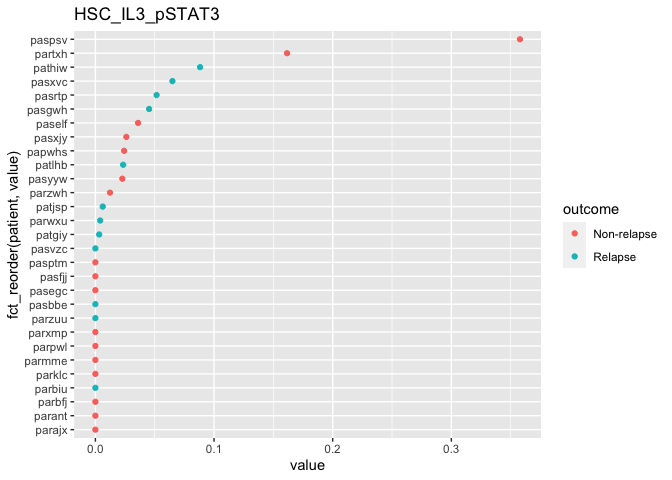 HSC_IL3_pSTAT3
fct_reorder(patient, value)
paspsv
partxh
pathiw
pasxvc
pasrtp
pasgwh
paself
pasxjy
papwhs
patlhb
pasyyw
parzwh
patjsp
parwxu
patgiy
pasvzc
pasptm
pasfjj
pasegc
pasbbe
parzuu
parxmp
parpwl
parmme
parklc
parbiu
parbfj
parant
parajx
0.0 0.1 0.2 0.3
value
outcome
Non-relapse
Relapse